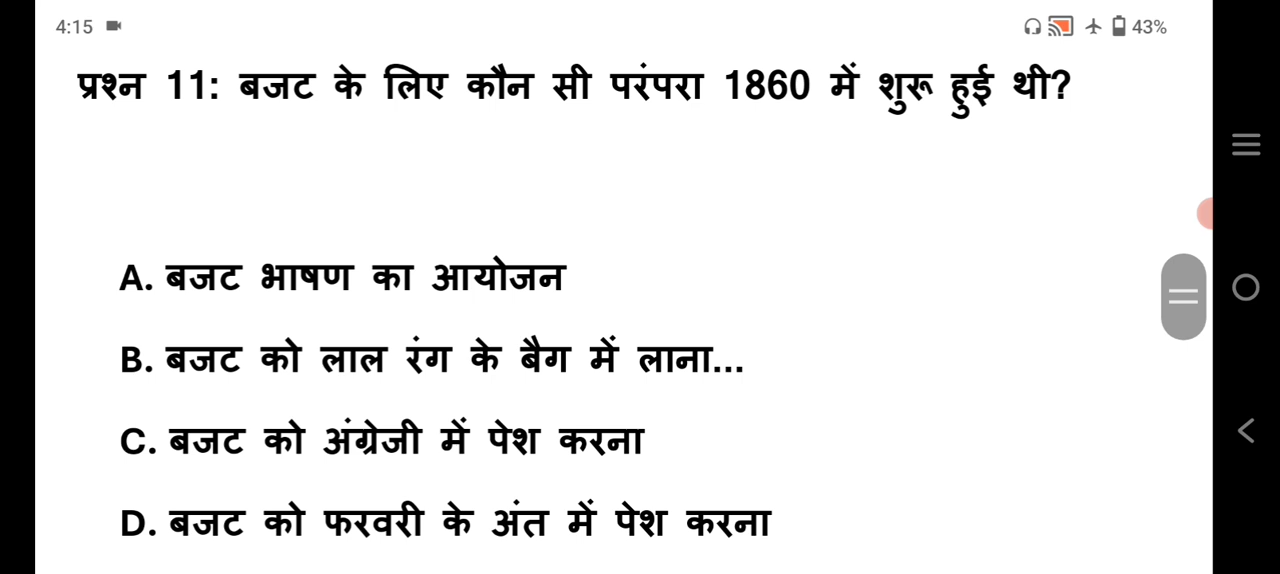 4:15 43%
प्रश्न 11: बजट के लिए कौन सी परंपरा 1860 में शुरू हुई थी?
A. बजट भाषण का आयोजन
B. बजट को लाल रंग के बैग में लाना...
C. बजट को अंग्रेजी में पेश करना
D. बजट को फरवरी के अंत में पेश करना